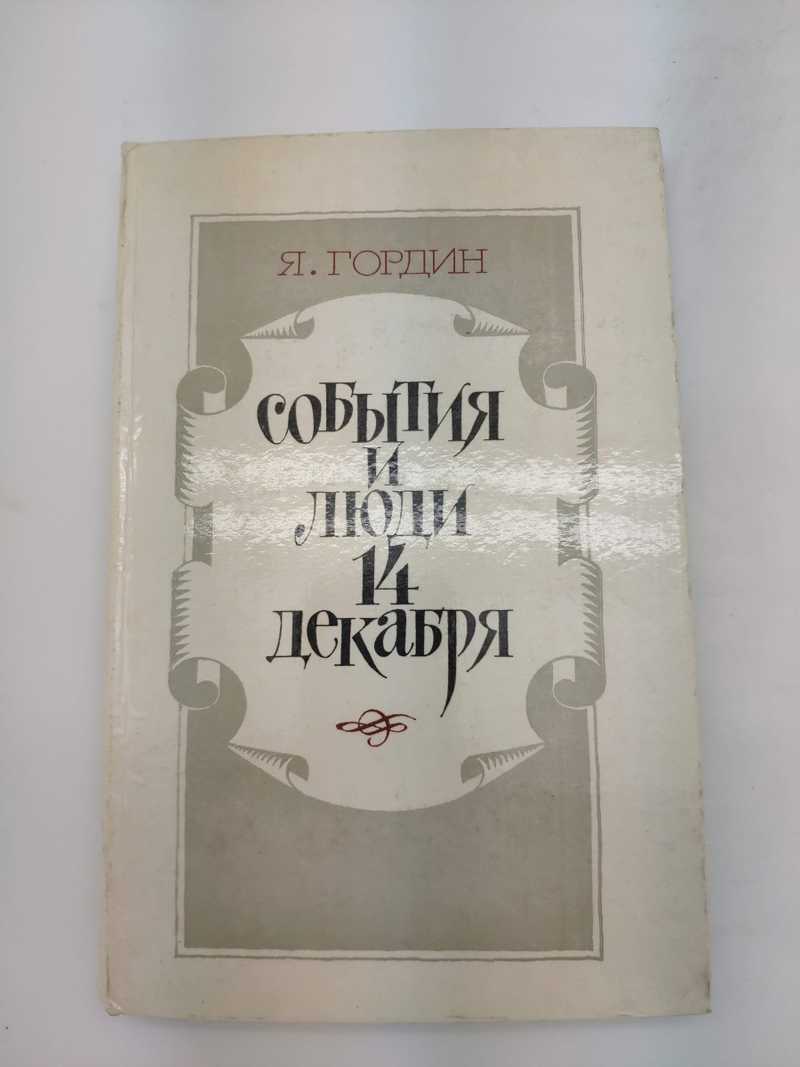 Я. ГОРДИН
СОБЫТИЯ
И
ЛЮДИ
14
ДЕКАБРЯ